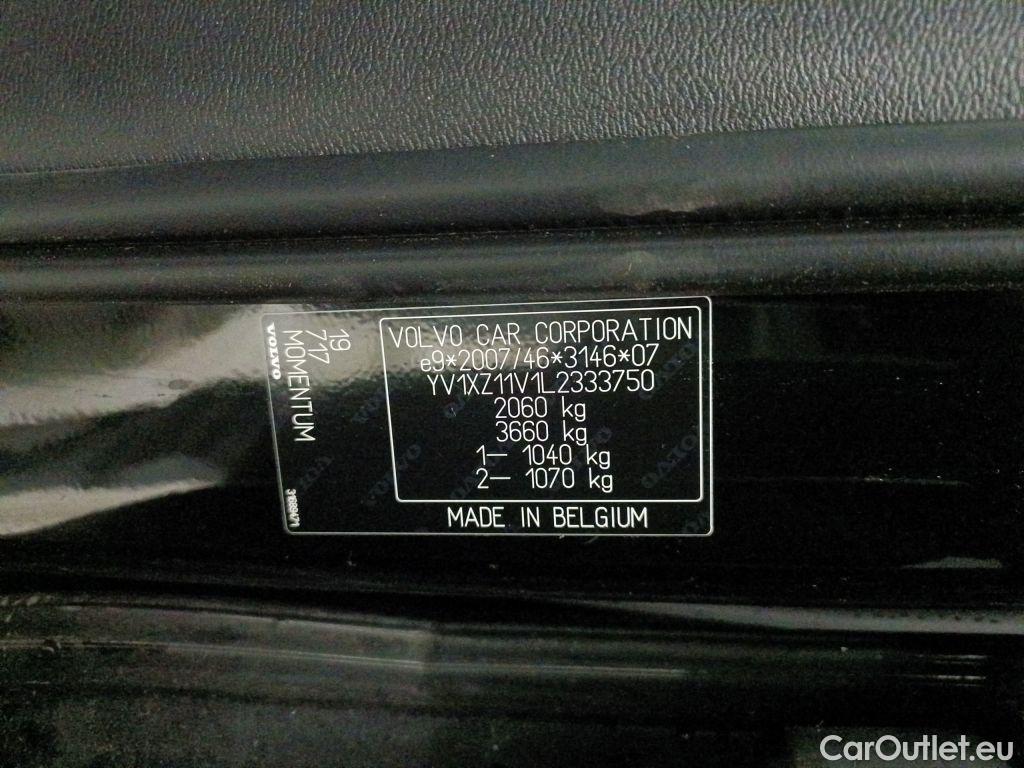 VOLVO CAR CORPORATION
e9*2007/46*3146*07
YV1XZ11V1L2333750
2060 kg
3660 kg
1— 1040 kg
2— 1070 kg
MADE IN BELGIUM
19
717
MOMENTUM
VOLVO
31689471
CarOutlet.eu